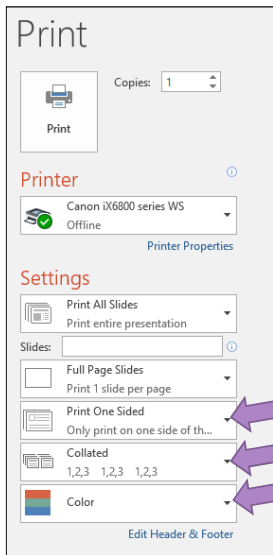 Print
Copies: 1
Print
Printer
Canon iX6800 series WS
Offline
Printer Properties
Settings
Print All Slides
Print entire presentation
Slides:
Full Page Slides
Print 1 slide per page
Print One Sided
Only print on one side of th...
Collated
1,2,3 1,2,3 1,2,3
Color
Edit Header & Footer